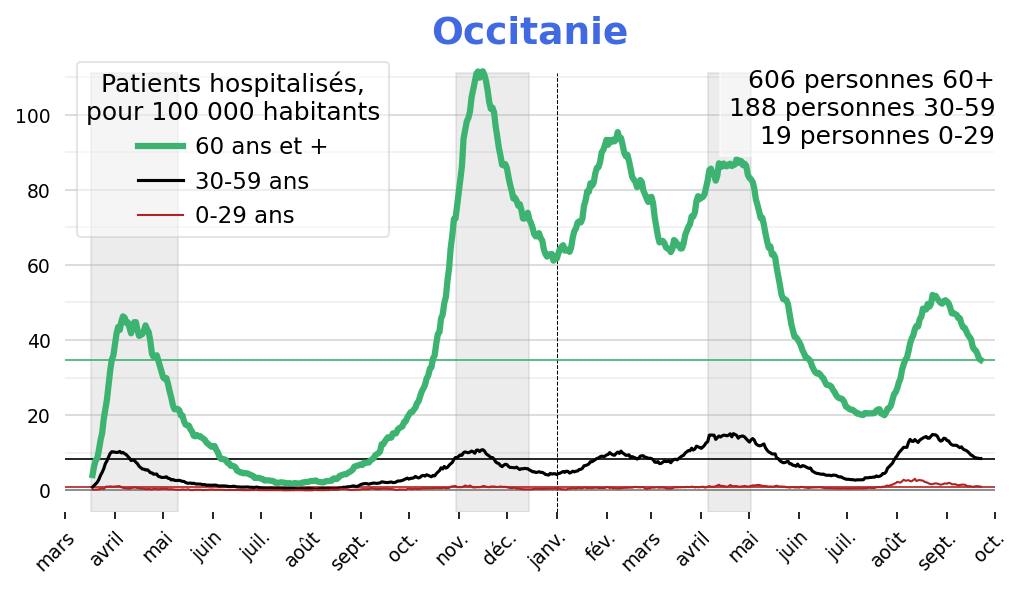 Occitanie
Patients hospitalisés,
pour 100 000 habitants
60 ans et +
30-59 ans
0-29 ans
606 personnes 60+
188 personnes 30-59
19 personnes 0-29
100
80
60
40
20
0
mars avril mai juin juil. août sept. oct. nov. déc. janv. fév. mars avril mai juin juil. août sept. oct.